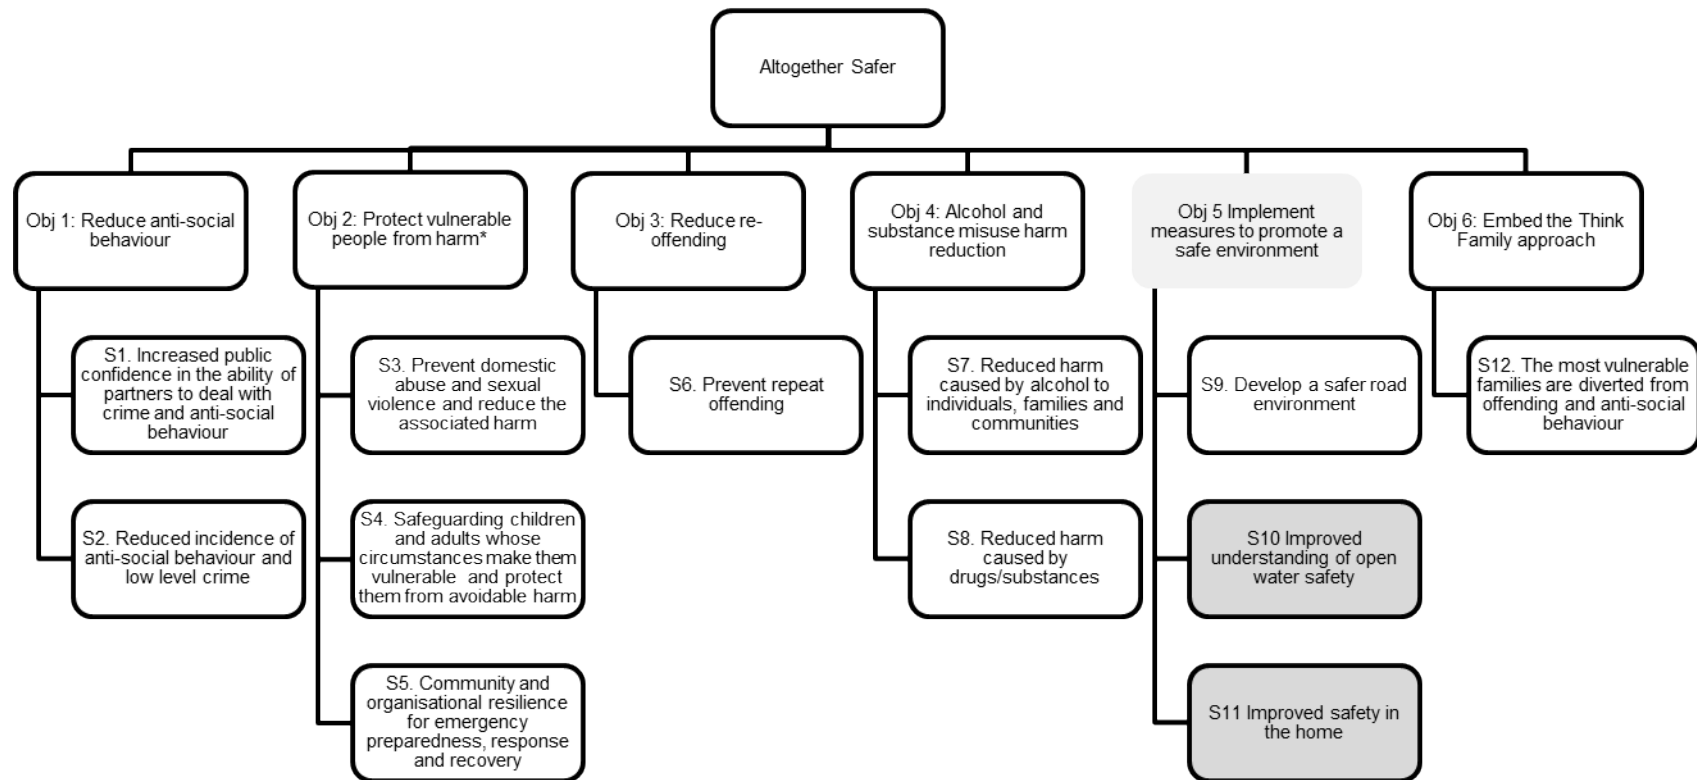 Altogether Safer
Obj 1: Reduce anti-social
behaviour
Obj 2: Protect vulnerable
people from harm*
Obj 3: Reduce re-
offending
Obj 4: Alcohol and
substance misuse harm
reduction
Obj 5 Implement
measures to promote a
safe environment
Obj 6: Embed the Think
Family approach
S1. Increased public
confidence in the ability of
partners to deal with
crime and anti-social
behaviour
S2. Reduced incidence of
anti-social behaviour and
low level crime
S3. Prevent domestic
abuse and sexual
violence and reduce the
associated harm
S4. Safeguarding children
and adults whose
circumstances make them
vulnerable and protect
them from avoidable harm
S5. Community and
organisational resilience
for emergency
preparedness, response
and recovery
S6. Prevent repeat
offending
S7. Reduced harm
caused by alcohol to
individuals, families and
communities
S8. Reduced harm
caused by
drugs/substances
S9. Develop a safer road
environment
S10 Improved
understanding of open
water safety
S11 Improved safety in
the home
S12. The most vulnerable
families are diverted from
offending and anti-social
behaviour